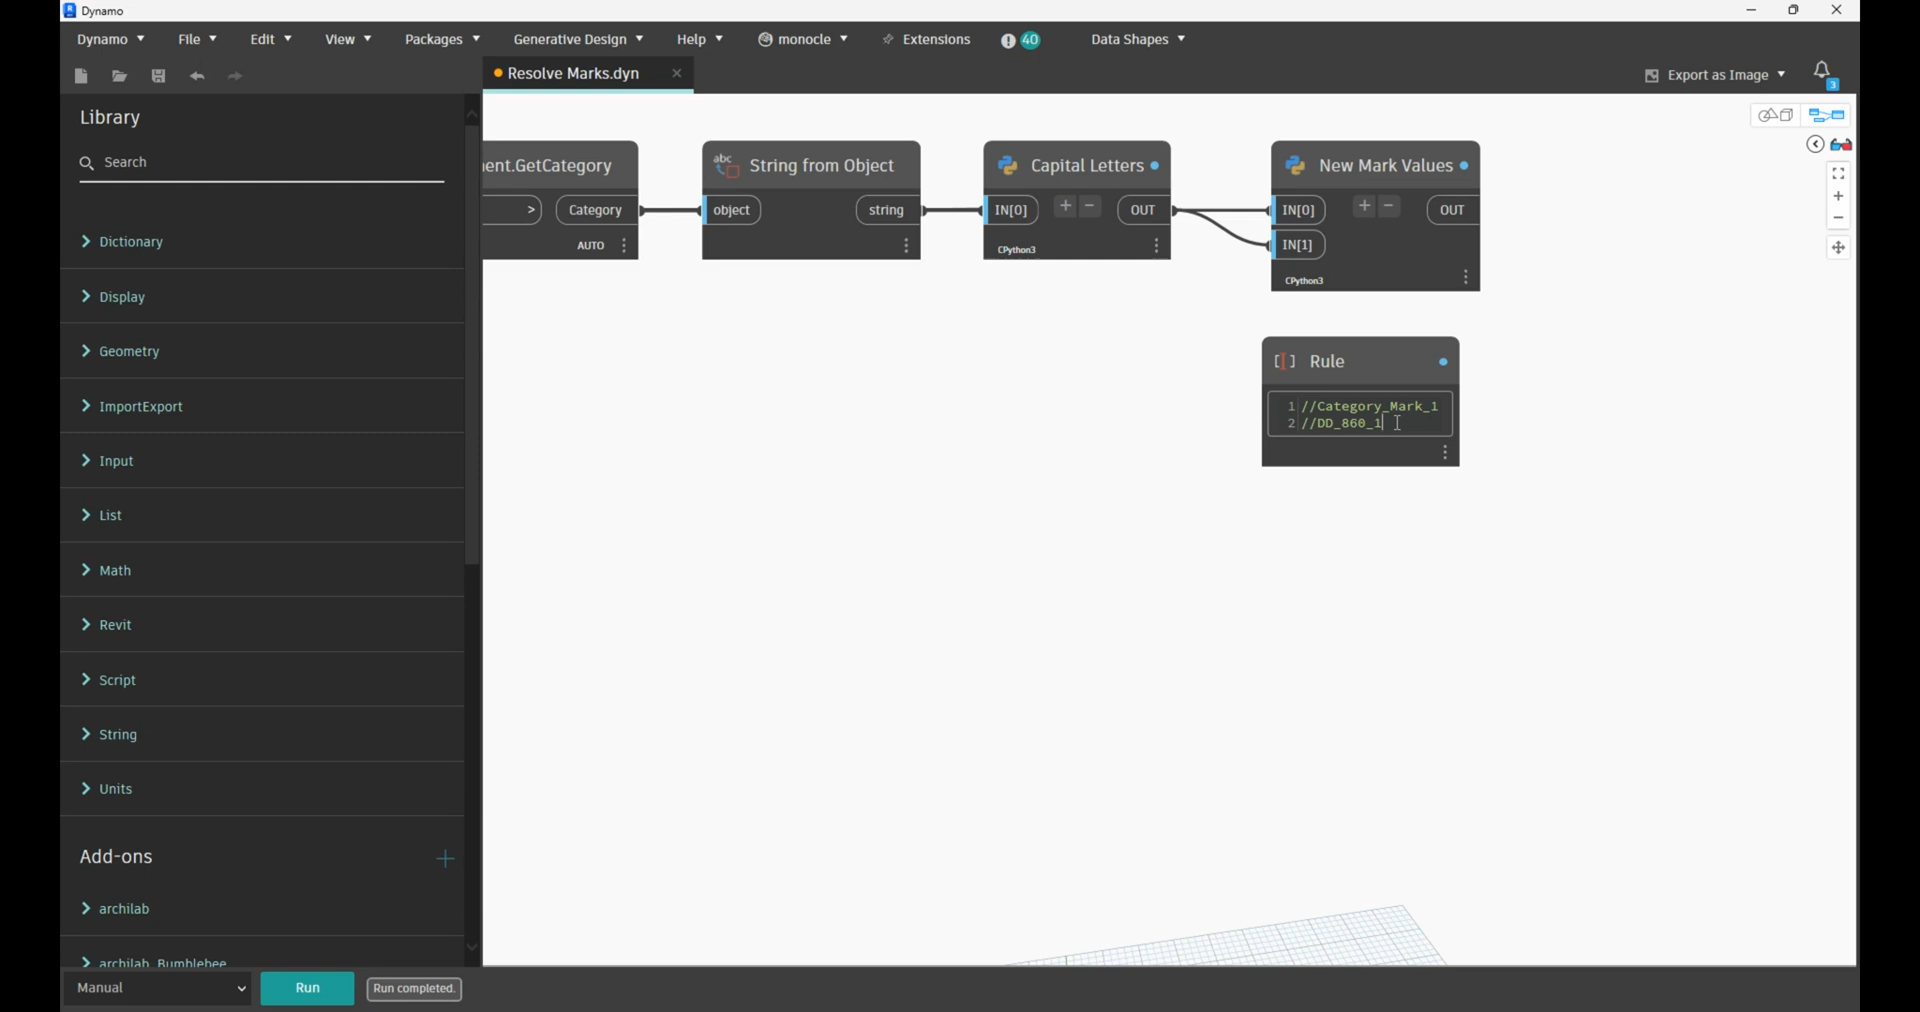 Dynamo
Dynamo File Edit View Packages Generative Design Help monocle Extensions 40 Data Shapes
Resolve Marks.dyn
Export as Image
3
Library
Search
Dictionary
Display
Geometry
ImportExport
Input
List
Math
Revit
Script
String
Units
Add-ons
archilab
archilab_Bumblebee
ent.GetCategory
> Category
AUTO
String from Object
object string
abc
Capital Letters
IN[0] + − OUT
CPython3
New Mark Values
IN[0] + − OUT
IN[1]
CPython3
Rule
1 //Category_Mark_1
2 //DD_860_1
Manual Run Run completed.